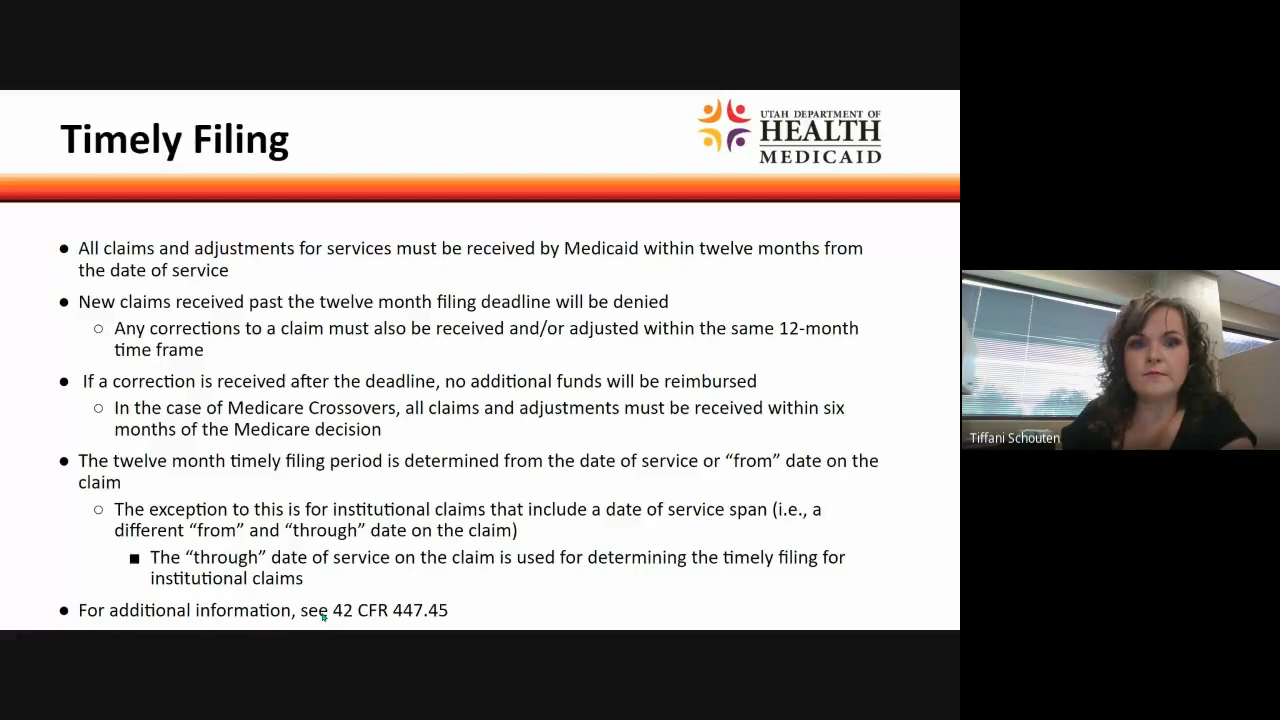 Timely Filing
UTAH DEPARTMENT OF
HEALTH
MEDICAID
● All claims and adjustments for services must be received by Medicaid within twelve months from
the date of service
● New claims received past the twelve month filing deadline will be denied
○ Any corrections to a claim must also be received and/or adjusted within the same 12-month
time frame
● If a correction is received after the deadline, no additional funds will be reimbursed
○ In the case of Medicare Crossovers, all claims and adjustments must be received within six
months of the Medicare decision
● The twelve month timely filing period is determined from the date of service or “from” date on the
claim
○ The exception to this is for institutional claims that include a date of service span (i.e., a
different “from” and “through” date on the claim)
■ The “through” date of service on the claim is used for determining the timely filing for
institutional claims
● For additional information, see 42 CFR 447.45
Tiffani Schouten